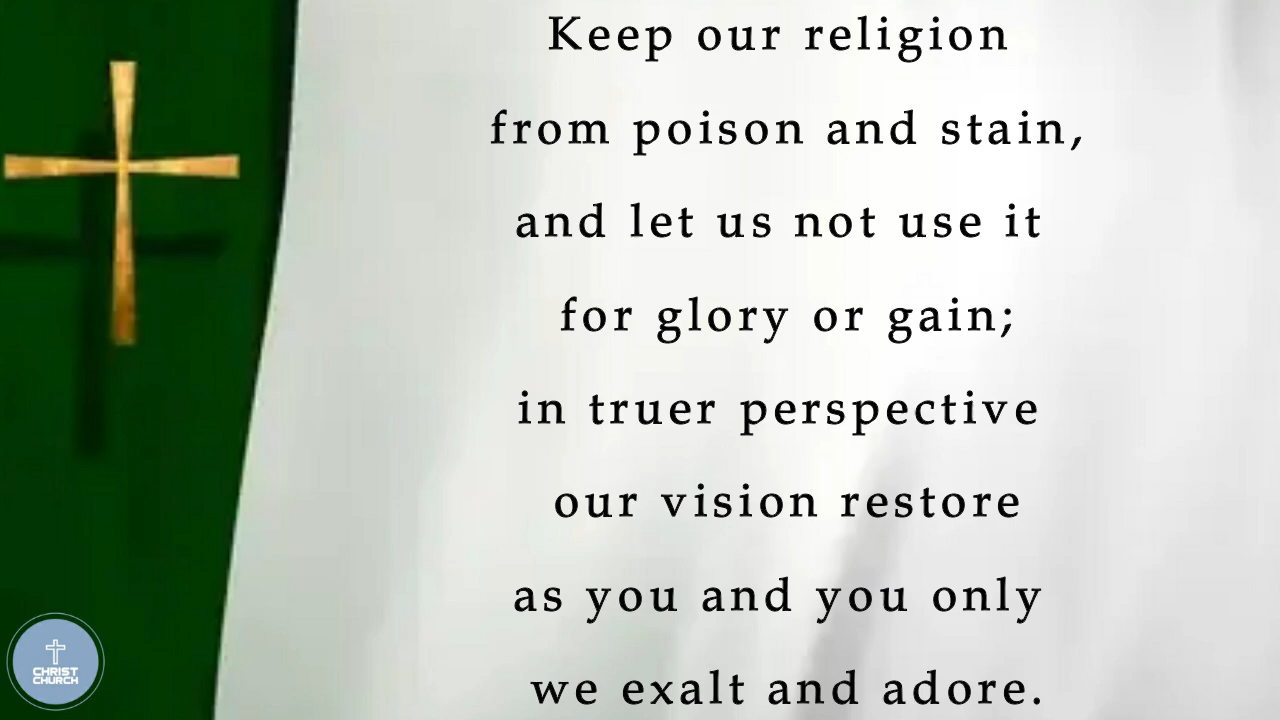 Keep our religion
from poison and stain,
and let us not use it
for glory or gain;
in truer perspective
our vision restore
as you and you only
we exalt and adore.
CHRIST
CHURCH